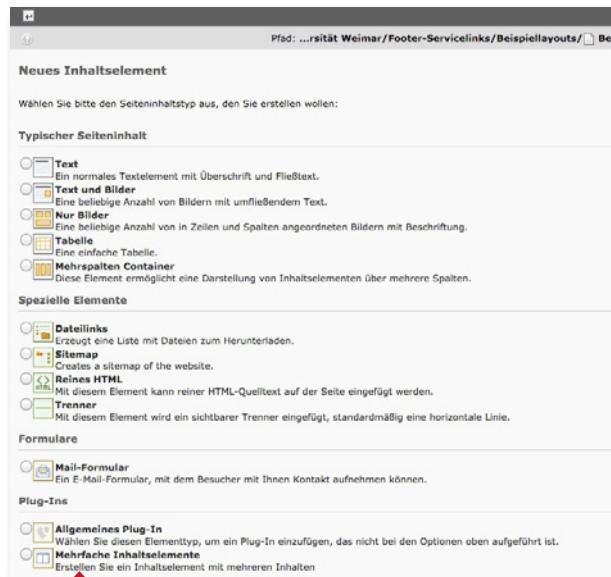 Pfad: ...rsität Weimar/Footer-Servicelinks/Beispiellayouts/ Be
Neues Inhaltselement
Wählen Sie bitte den Seiteninhaltstyp aus, den Sie erstellen wollen:
Typischer Seiteninhalt
Text
Ein normales Textelement mit Überschrift und Fließtext.
Text und Bilder
Eine beliebige Anzahl von Bildern mit umfließendem Text.
Nur Bilder
Eine beliebige Anzahl von in Zeilen und Spalten angeordneten Bildern mit Beschriftung.
Tabelle
Eine einfache Tabelle.
Mehrspalten Container
Diese Element ermöglicht eine Darstellung von Inhaltselementen über mehrere Spalten.
Spezielle Elemente
Dateilinks
Erzeugt eine Liste mit Dateien zum Herunterladen.
Sitemap
Creates a sitemap of the website.
HTML
Reines HTML
Mit diesem Element kann reiner HTML-Quelltext auf der Seite eingefügt werden.
Trenner
Mit diesem Element wird ein sichtbarer Trenner eingefügt, standardmäßig eine horizontale Linie.
Formulare
Mail-Formular
Ein E-Mail-Formular, mit dem Besucher mit Ihnen Kontakt aufnehmen können.
Plug-Ins
Allgemeines Plug-In
Wählen Sie diesen Elementtyp, um ein Plug-In einzufügen, das nicht bei den Optionen oben aufgeführt ist.
Mehrfache Inhaltselemente
Erstellen Sie ein Inhaltselement mit mehreren Inhalten